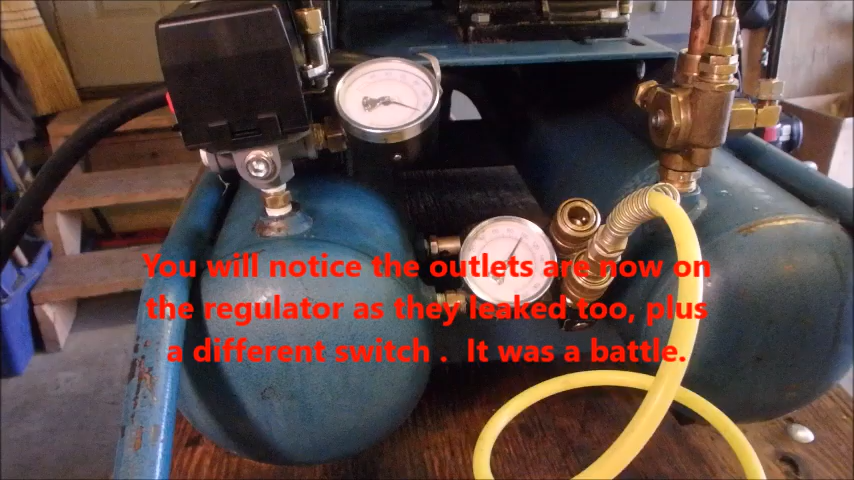 You will notice the outlets are now on
the regulator as they leaked too, plus
a different switch .  It was a battle.